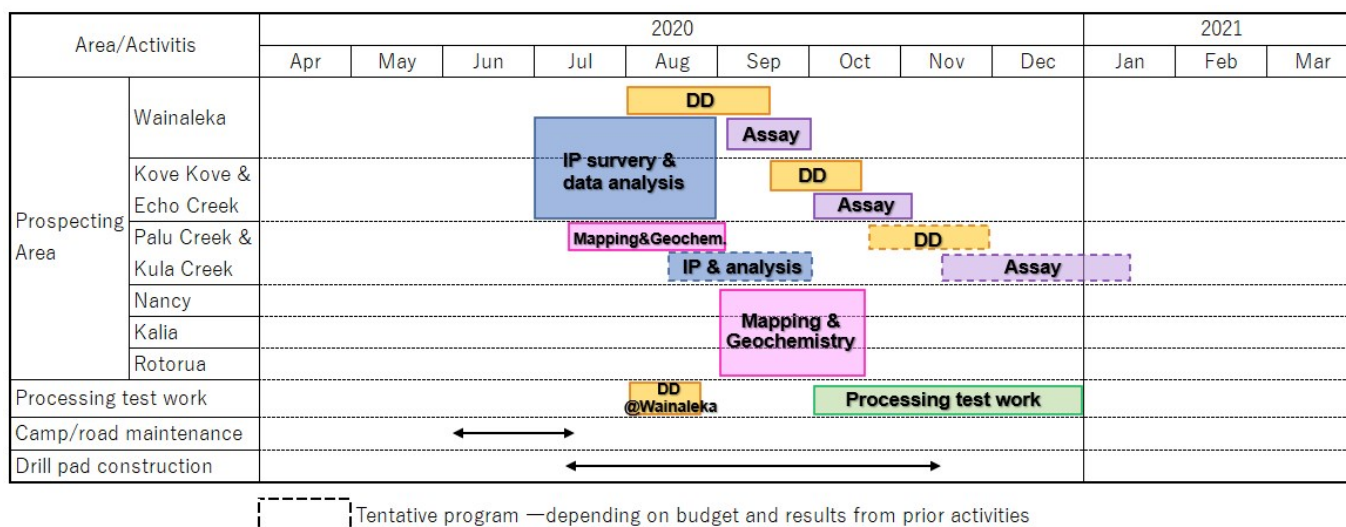 Area/Activitis
2020
2021
Apr May Jun Jul Aug Sep Oct Nov Dec Jan Feb Mar
Prospecting
Area
Wainaleka
DD
Assay
IP survery &
data analysis
Kove Kove &
Echo Creek
DD
Assay
Palu Creek &
Kula Creek
Mapping&Geochem.
DD
IP & analysis
Assay
Nancy
Kalia
Rotorua
Mapping &
Geochemistry
Processing test work
DD
@Wainaleka
Processing test work
Camp/road maintenance
Drill pad construction
Tentative program —depending on budget and results from prior activities